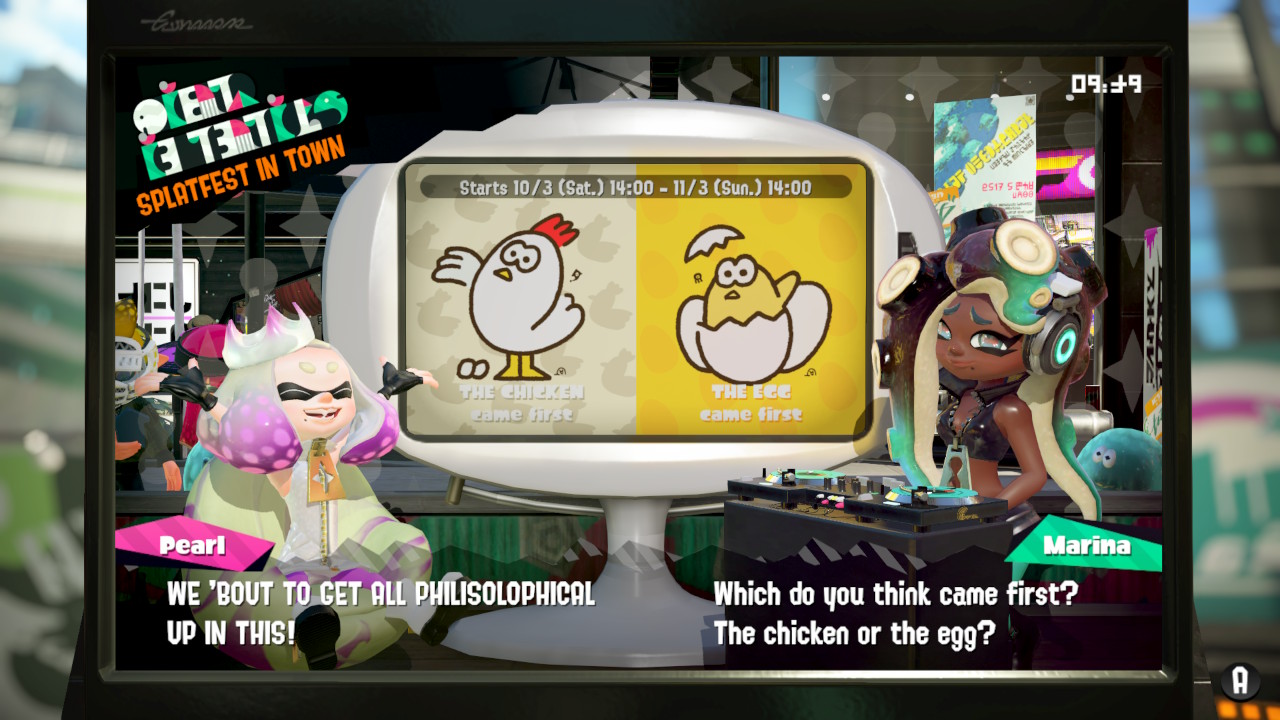 SPLATFEST IN TOWN
09:49
Starts 10/3 (Sat.) 14:00 - 11/3 (Sun.) 14:00
THE CHICKEN
came first
THE EGG
came first
Pearl
WE 'BOUT TO GET ALL PHILISOLOPHICAL
UP IN THIS!
Marina
Which do you think came first?
The chicken or the egg?
A